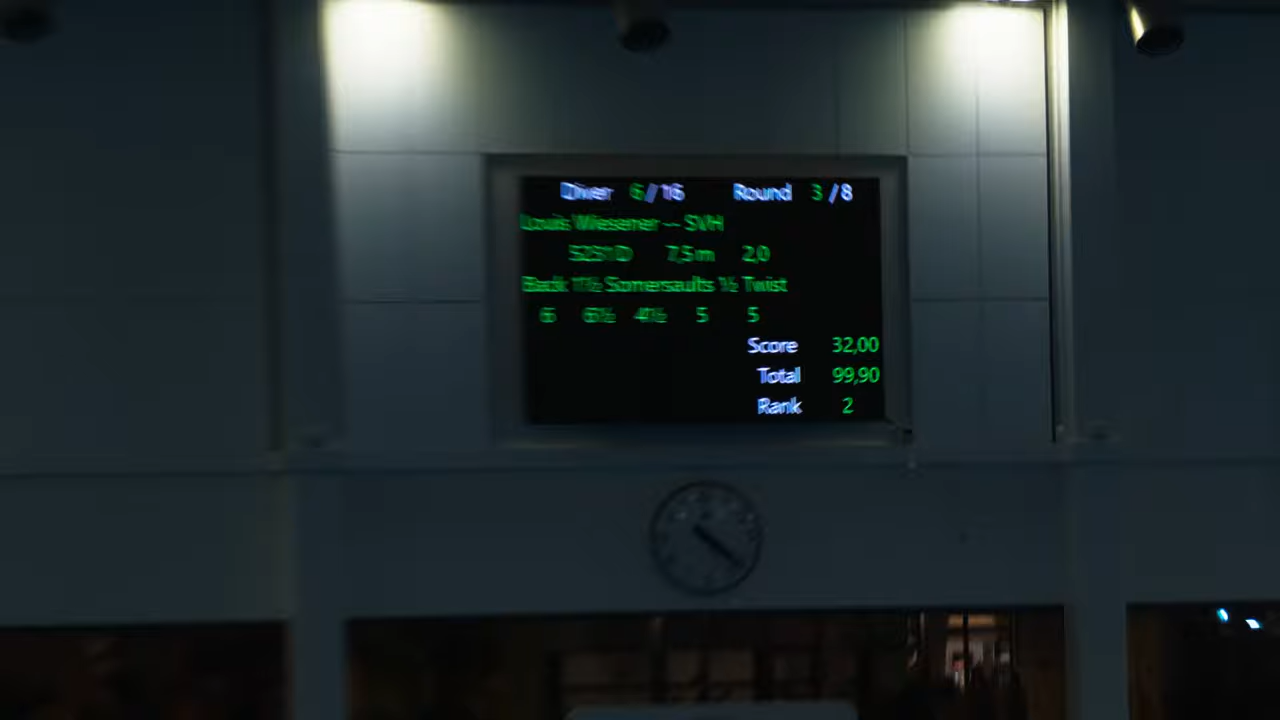 Diver 6/16 Round 3/8
Louis Wiesener -- SVH
5251D 7,5m 2,0
Back 1½ Somersaults ½ Twist
6 6½ 4½ 5 5
Score 32,00
Total 99,90
Rank 2